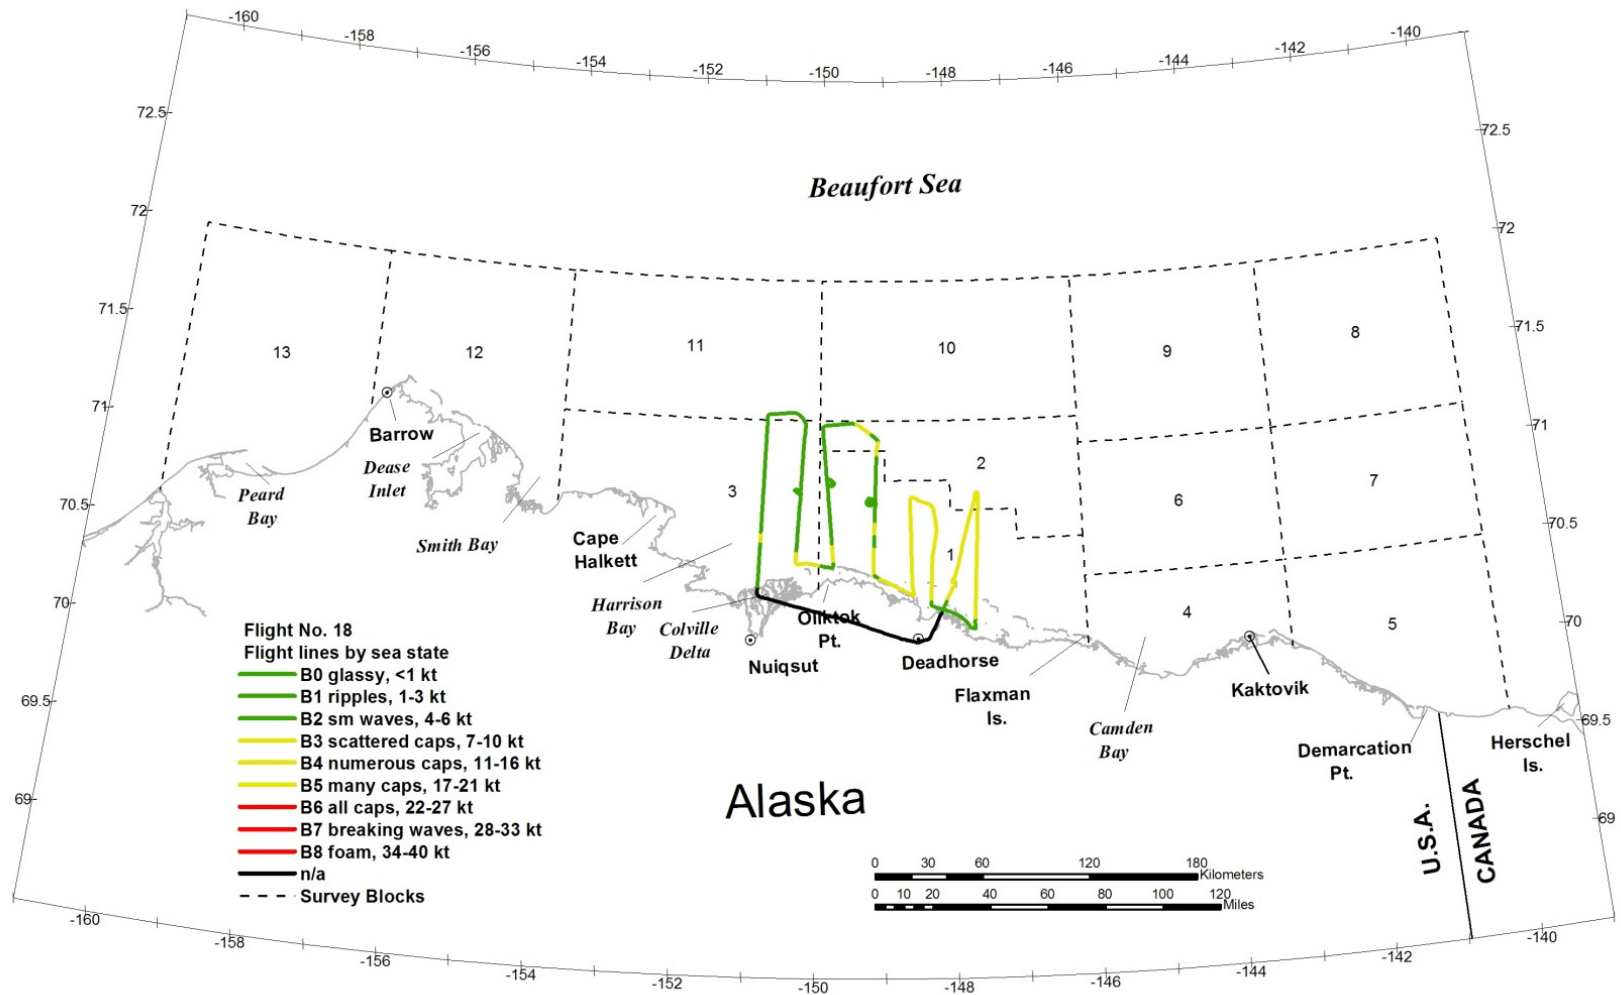 -160
-158
-156
-154
-152
-150
-148
-146
-144
-142
-140
72.5
72.5
Beaufort Sea
72
72
71.5
71.5
13
12
11
10
9
8
71
71
Barrow
Dease
Inlet
Peard
Bay
Smith Bay
Cape
Halkett
3
2
1
6
7
70.5
70.5
Harrison
Bay
Colville
Delta
Nuiqsut
Oliktok
Pt.
Deadhorse
Flaxman
Is.
4
5
70
70
Kaktovik
Camden
Bay
Demarcation
Pt.
Herschel
Is.
69.5
69.5
Flight No. 18
Flight lines by sea state
B0 glassy, <1 kt
B1 ripples, 1-3 kt
B2 sm waves, 4-6 kt
B3 scattered caps, 7-10 kt
B4 numerous caps, 11-16 kt
B5 many caps, 17-21 kt
B6 all caps, 22-27 kt
B7 breaking waves, 28-33 kt
B8 foam, 34-40 kt
n/a
Survey Blocks
Alaska
U.S.A.
CANADA
69
69
0 30 60 120 180
Kilometers
0 10 20 40 60 80 100 120
Miles
-160
-158
-156
-154
-152
-150
-148
-146
-144
-142
-140